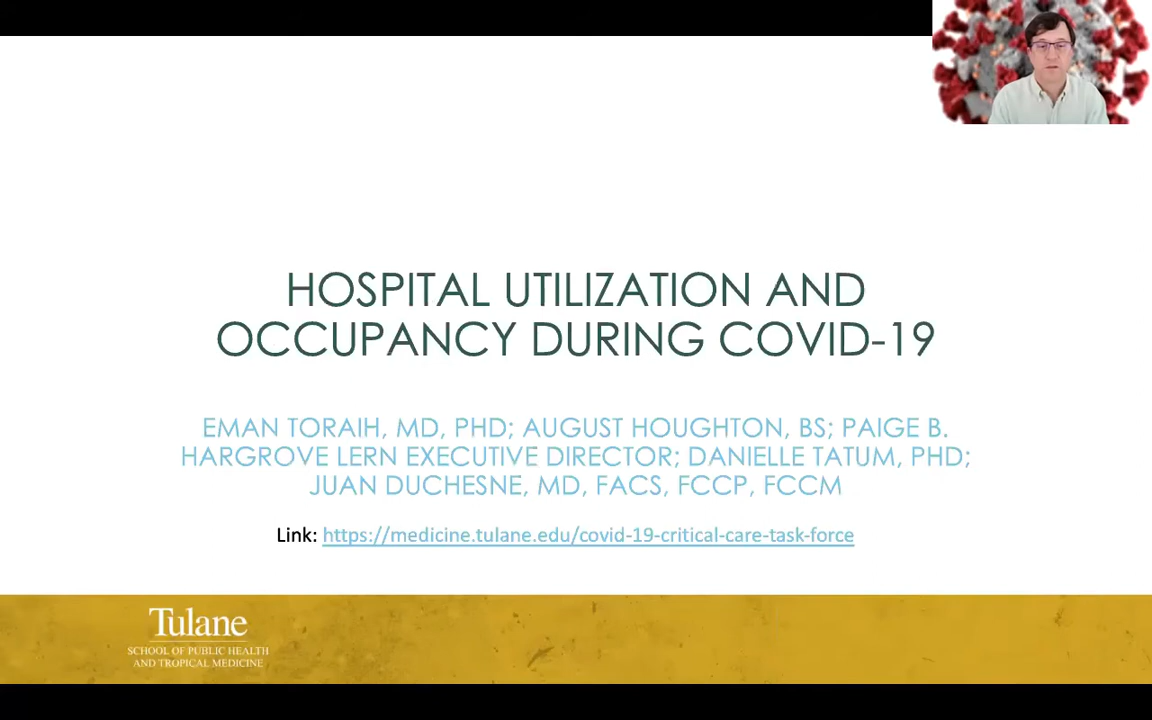 HOSPITAL UTILIZATION AND
OCCUPANCY DURING COVID-19
EMAN TORAIH, MD, PHD; AUGUST HOUGHTON, BS; PAIGE B.
HARGROVE LERN EXECUTIVE DIRECTOR; DANIELLE TATUM, PHD;
JUAN DUCHESNE, MD, FACS, FCCP, FCCM
Link: https://medicine.tulane.edu/covid-19-critical-care-task-force
Tulane
SCHOOL OF PUBLIC HEALTH
AND TROPICAL MEDICINE